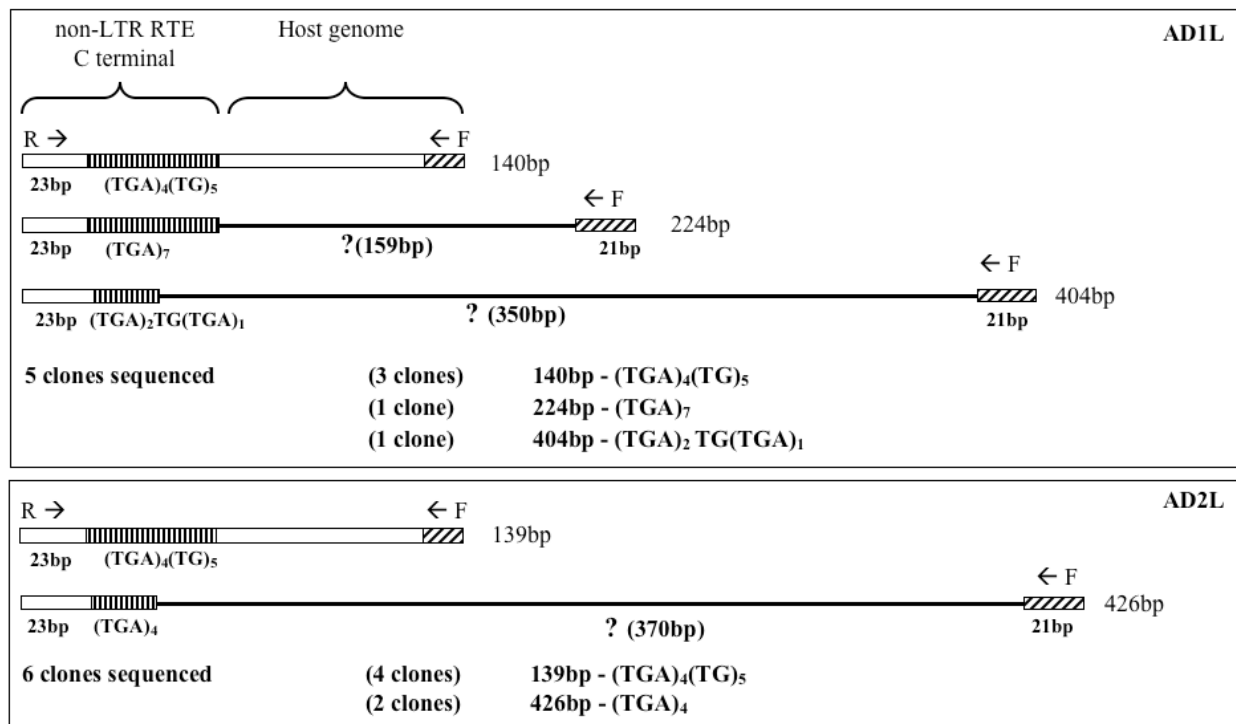 non-LTR RTE Host genome AD1L
C terminal
R → ← F
140bp
23bp (TGA)₄(TG)₅
← F
224bp
23bp (TGA)₇ ?(159bp) 21bp
← F
404bp
23bp (TGA)₂TG(TGA)₁ ? (350bp) 21bp
5 clones sequenced (3 clones) 140bp - (TGA)₄(TG)₅
(1 clone) 224bp - (TGA)₇
(1 clone) 404bp - (TGA)₂ TG(TGA)₁
AD2L
R → ← F
139bp
23bp (TGA)₄(TG)₅
← F
426bp
23bp (TGA)₄ ? (370bp) 21bp
6 clones sequenced (4 clones) 139bp - (TGA)₄(TG)₅
(2 clones) 426bp - (TGA)₄